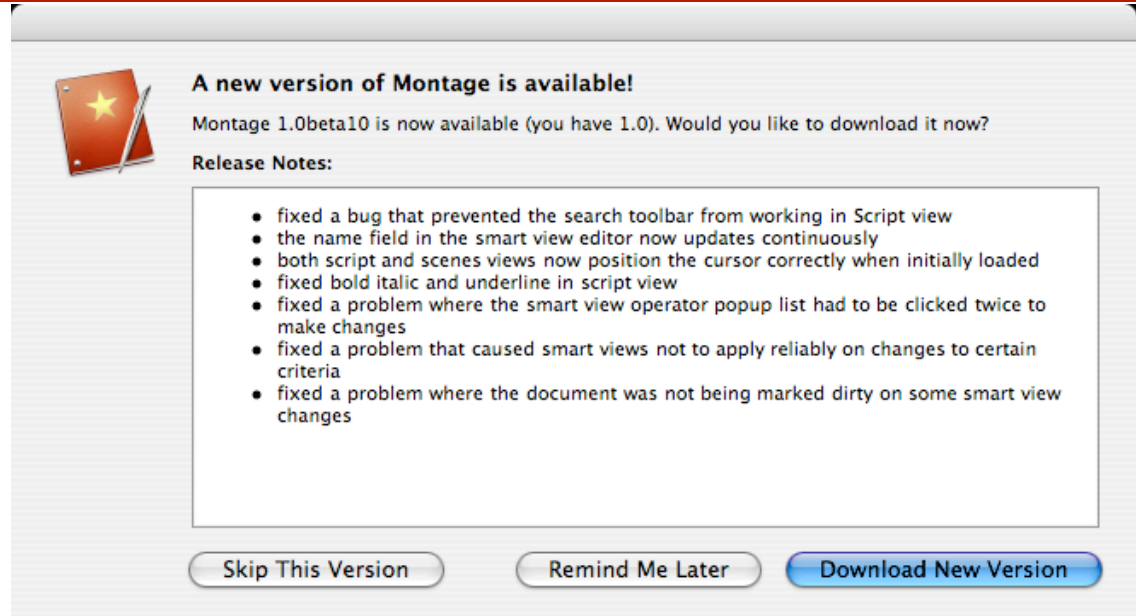 A new version of Montage is available!
Montage 1.0beta10 is now available (you have 1.0). Would you like to download it now?
Release Notes:
• fixed a bug that prevented the search toolbar from working in Script view
• the name field in the smart view editor now updates continuously
• both script and scenes views now position the cursor correctly when initially loaded
• fixed bold italic and underline in script view
• fixed a problem where the smart view operator popup list had to be clicked twice to
make changes
• fixed a problem that caused smart views not to apply reliably on changes to certain
criteria
• fixed a problem where the document was not being marked dirty on some smart view
changes
Skip This Version
Remind Me Later
Download New Version